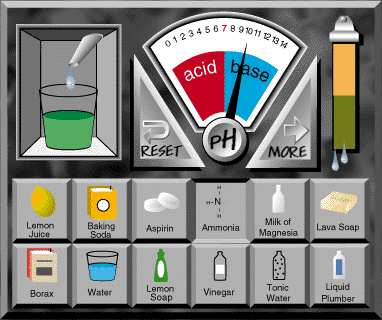 0 1 2 3 4 5 6 7 8 9 10 11 12 13 14
acid base
pH
RESET
MORE
Lemon
Juice
Baking
Soda
Aspirin
H
H-N
H
Ammonia
Milk of
Magnesia
Lava Soap
Borax
Water
Lemon
Soap
Vinegar
Tonic
Water
Liquid
Plumber